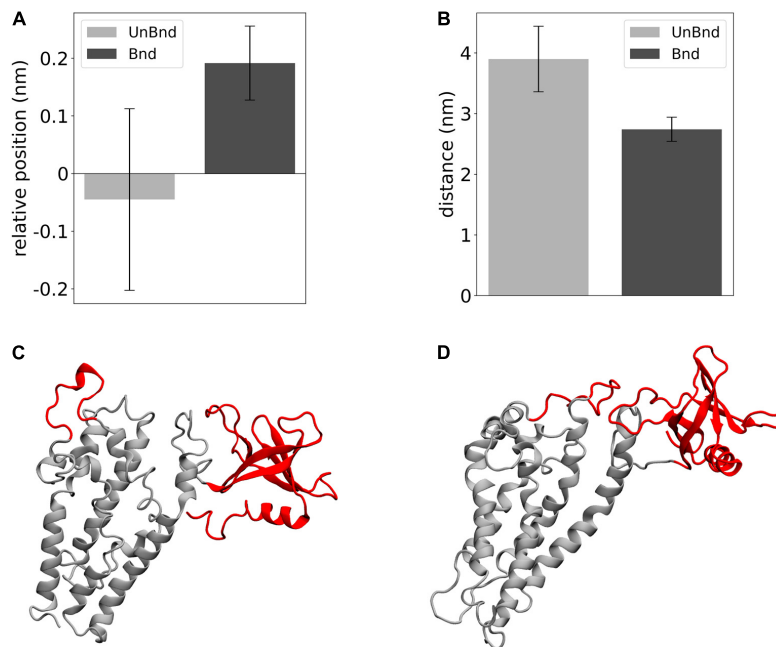 A
UnBnd
Bnd
relative position (nm)
0.2
0.1
0
-0.1
-0.2
B
UnBnd
Bnd
distance (nm)
4
3
2
1
0
C
D